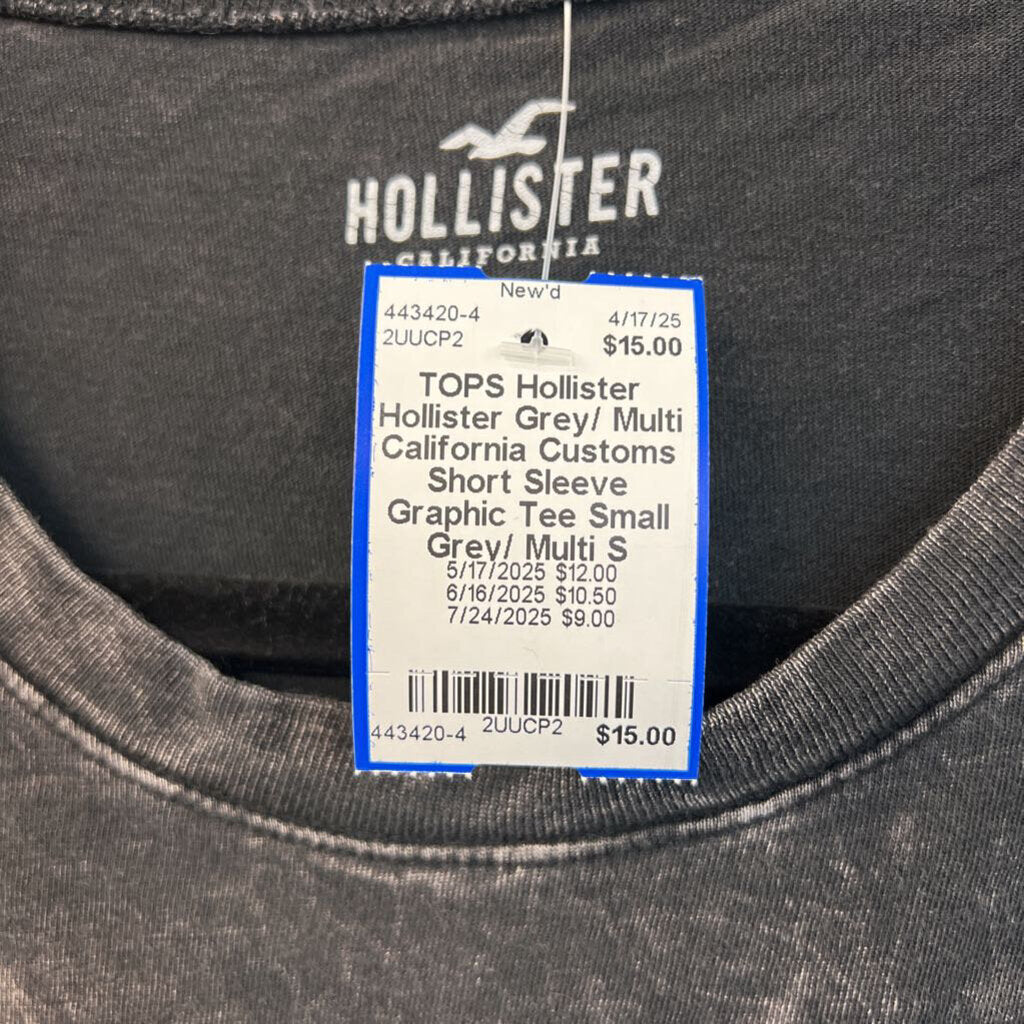 HOLLISTER
CALIFORNIA
New'd
443420-4 4/17/25
2UUCP2 $15.00
TOPS Hollister
Hollister Grey/ Multi
California Customs
Short Sleeve
Graphic Tee Small
Grey/ Multi S
5/17/2025 $12.00
6/16/2025 $10.50
7/24/2025 $9.00
443420-4 2UUCP2 $15.00